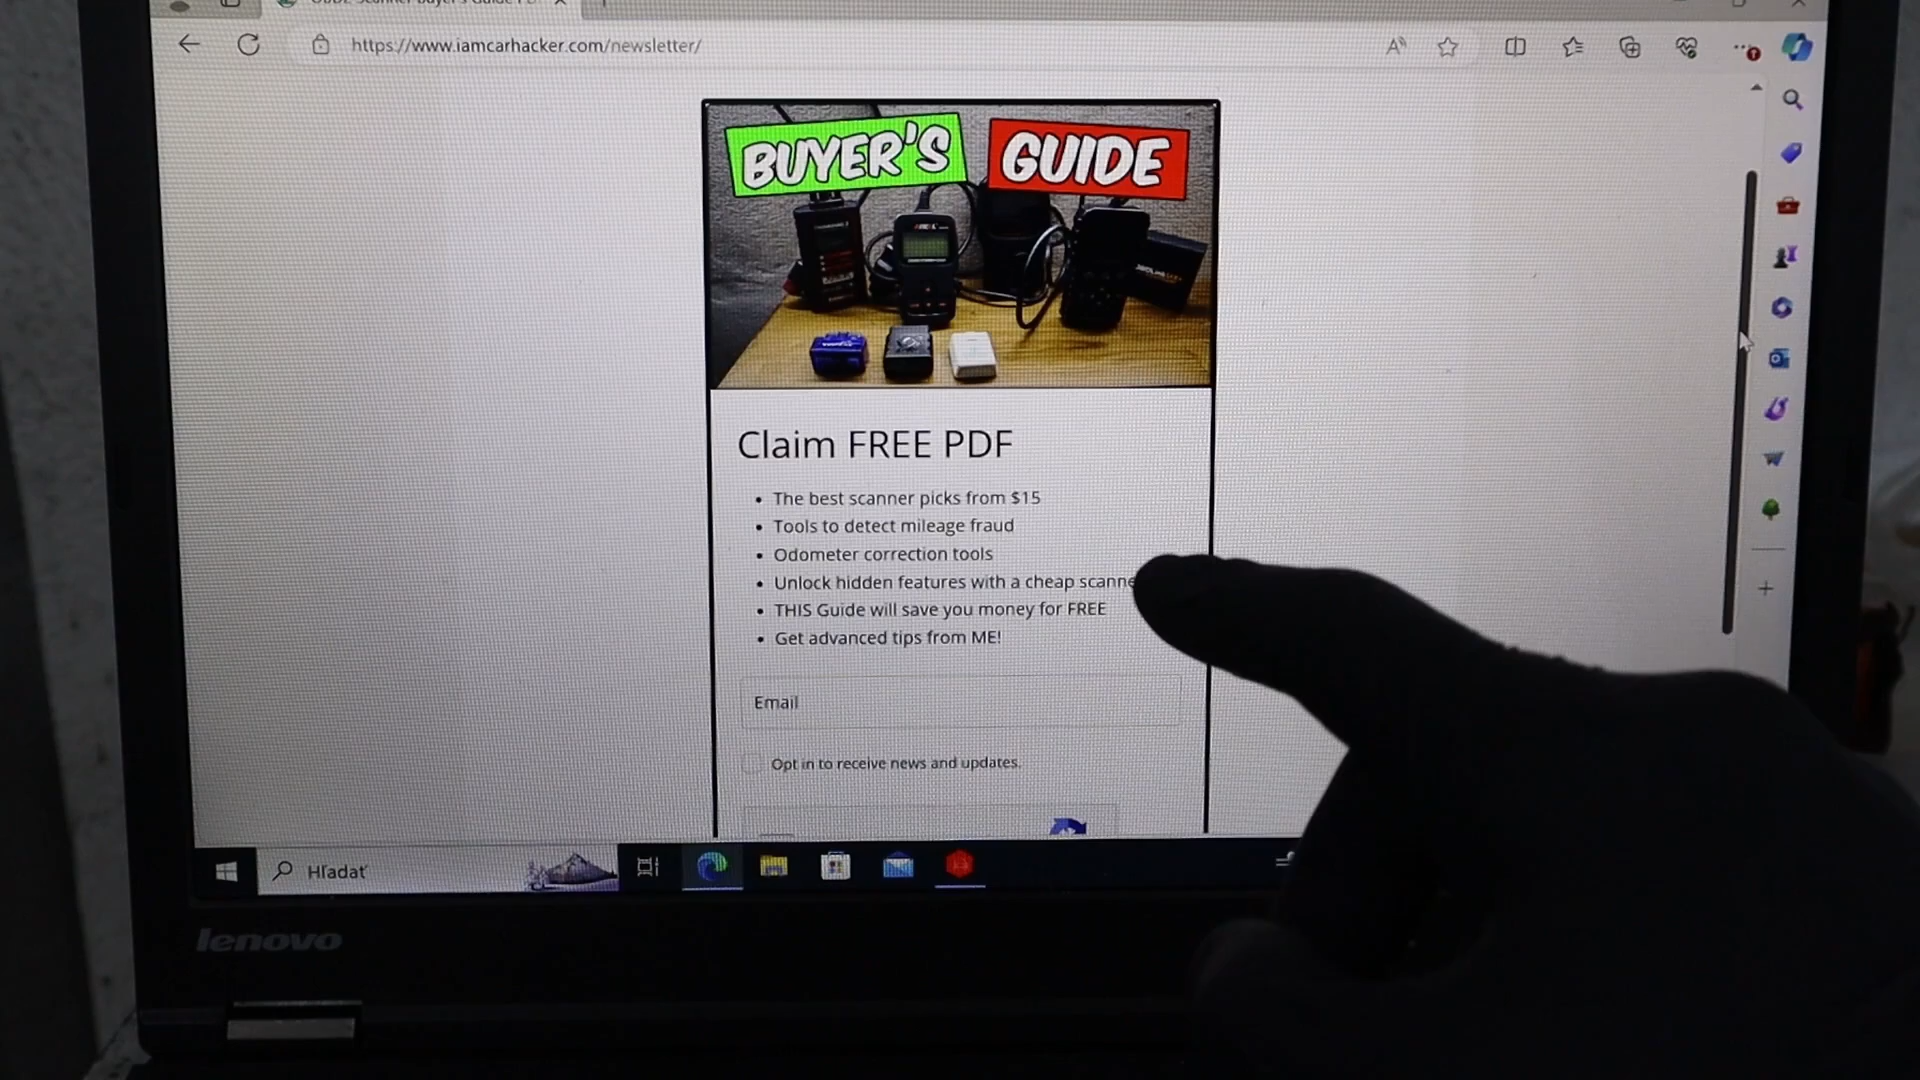 https://www.iamcarhacker.com/newsletter/
BUYER'S GUIDE
Claim FREE PDF
• The best scanner picks from $15
• Tools to detect mileage fraud
• Odometer correction tools
• Unlock hidden features with a cheap scanne
• THIS Guide will save you money for FREE
• Get advanced tips from ME!
Email
Opt in to receive news and updates.
Hľadať
lenovo